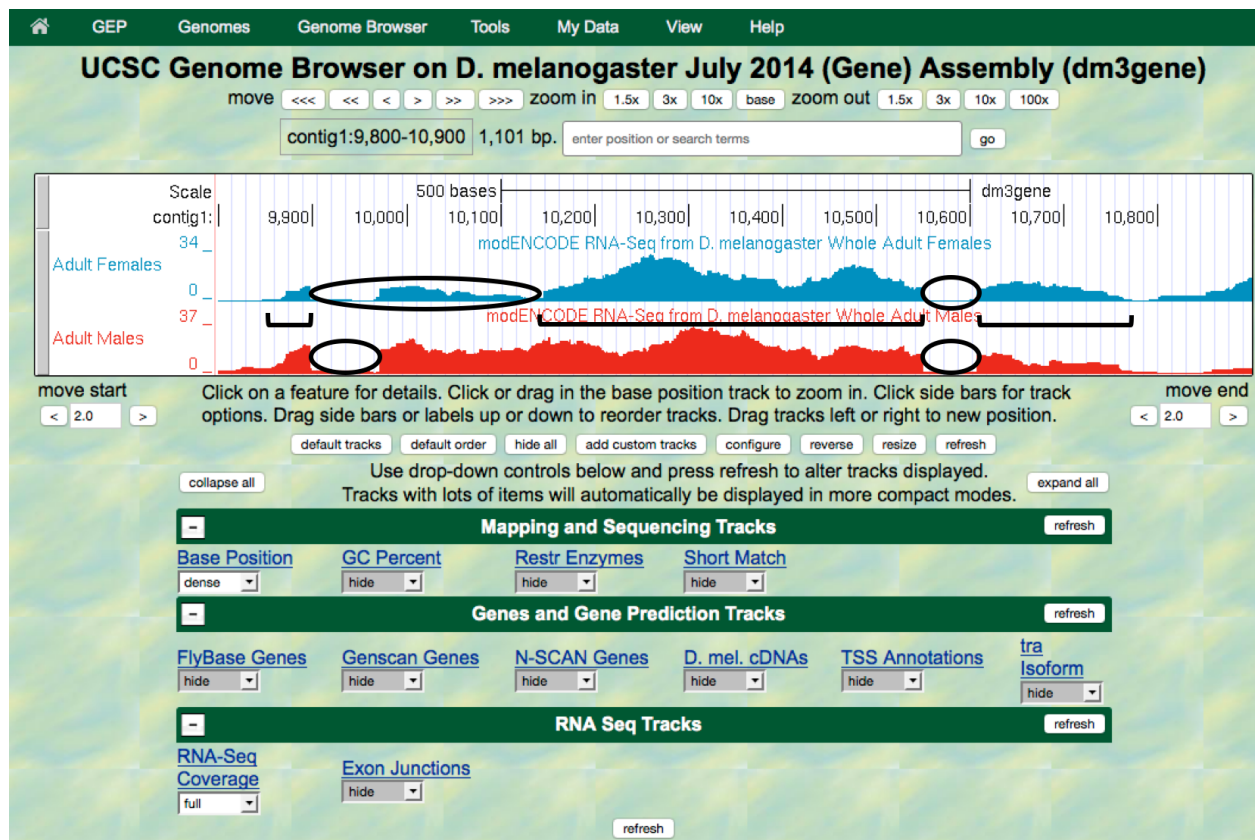 GEP Genomes Genome Browser Tools My Data View Help
UCSC Genome Browser on D. melanogaster July 2014 (Gene) Assembly (dm3gene)
move <<< << < > >> >>> zoom in 1.5x 3x 10x base zoom out 1.5x 3x 10x 100x
contig1:9,800-10,900 1,101 bp. enter position or search terms go
Scale 500 bases dm3gene
contig1: 9,900 10,000 10,100 10,200 10,300 10,400 10,500 10,600 10,700 10,800
34 _ modENCODE RNA-Seq from D. melanogaster Whole Adult Females
Adult Females
0 _
37 _ modENCODE RNA-Seq from D. melanogaster Whole Adult Males
Adult Males
0 _
move start Click on a feature for details. Click or drag in the base position track to zoom in. Click side bars for track move end
< 2.0 > options. Drag side bars or labels up or down to reorder tracks. Drag tracks left or right to new position. < 2.0 >
default tracks default order hide all add custom tracks configure reverse resize refresh
collapse all Use drop-down controls below and press refresh to alter tracks displayed. expand all
Tracks with lots of items will automatically be displayed in more compact modes.
- Mapping and Sequencing Tracks refresh
Base Position GC Percent Restr Enzymes Short Match
dense hide hide hide
- Genes and Gene Prediction Tracks refresh
FlyBase Genes Genscan Genes N-SCAN Genes D. mel. cDNAs TSS Annotations tra Isoform
hide hide hide hide hide hide
- RNA Seq Tracks refresh
RNA-Seq Coverage Exon Junctions
full hide
refresh